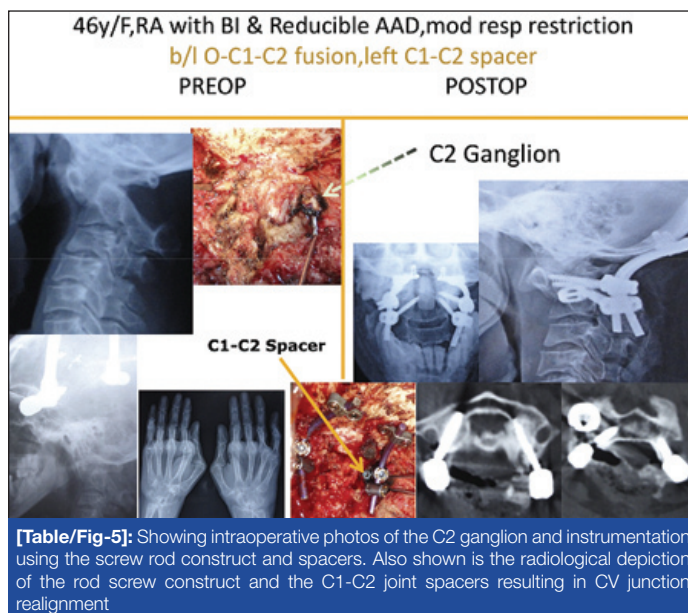 46y/F,RA with BI & Reducible AAD,mod resp restriction
b/l O-C1-C2 fusion,left C1-C2 spacer
PREOP
POSTOP
C2 Ganglion
C1-C2 Spacer
[Table/Fig-5]: Showing intraoperative photos of the C2 ganglion and instrumentation
using the screw rod construct and spacers. Also shown is the radiological depiction
of the rod screw construct and the C1-C2 joint spacers resulting in CV junction
realignment